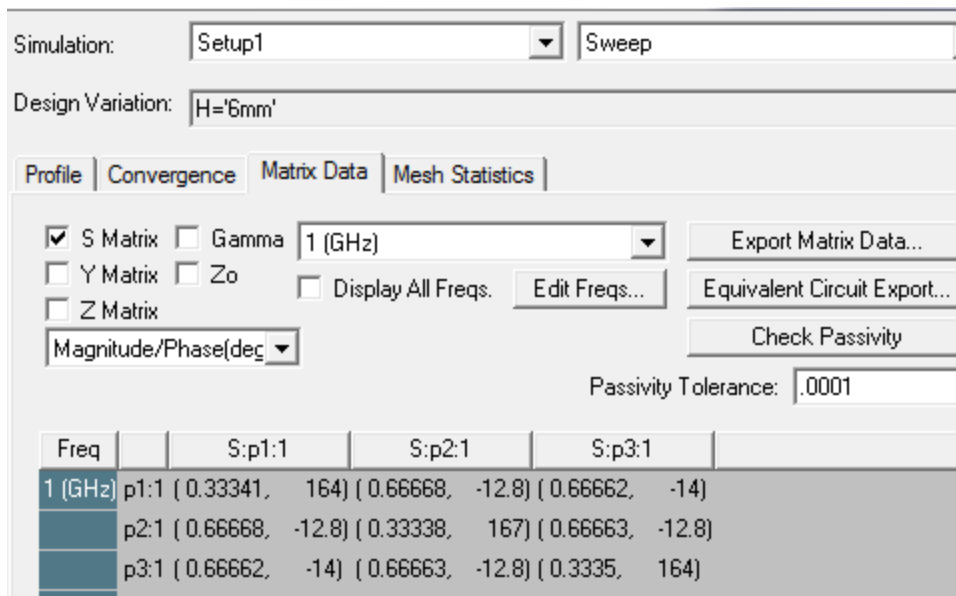 Simulation: Setup1 Sweep
Design Variation: H='6mm'
Profile Convergence Matrix Data Mesh Statistics
S Matrix Gamma 1 (GHz) Export Matrix Data...
Y Matrix Zo Display All Freqs. Edit Freqs... Equivalent Circuit Export...
Z Matrix
Magnitude/Phase(deg Check Passivity
Passivity Tolerance: .0001
Freq S:p1:1 S:p2:1 S:p3:1
1 (GHz) p1:1 ( 0.33341, 164) ( 0.66668, -12.8) ( 0.66662, -14)
p2:1 ( 0.66668, -12.8) ( 0.33338, 167) ( 0.66663, -12.8)
p3:1 ( 0.66662, -14) ( 0.66663, -12.8) ( 0.3335, 164)